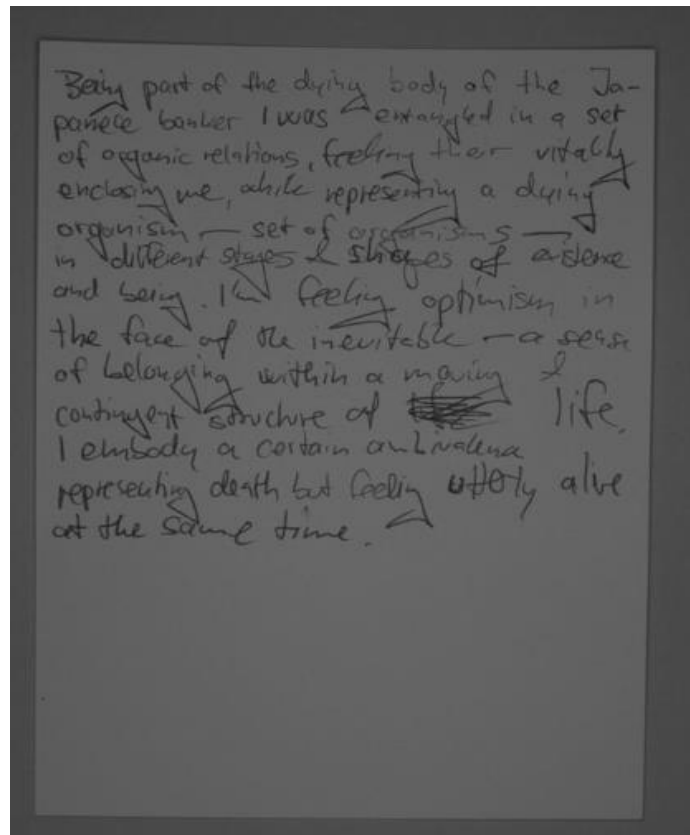 Being part of the dying body of the Ja-
panece banker I was entangled in a set
of organic relations, feeling their vitality
enclosing me, while representing a dying
organism — set of organisms —
in different stages & shapes of existence
and being. I'm feeling optimism in
the face of the inevitable — a sense
of belonging within a moving &
contingent structure of life.
I embody a certain ambivalence
representing death but feeling utterly alive
at the same time.